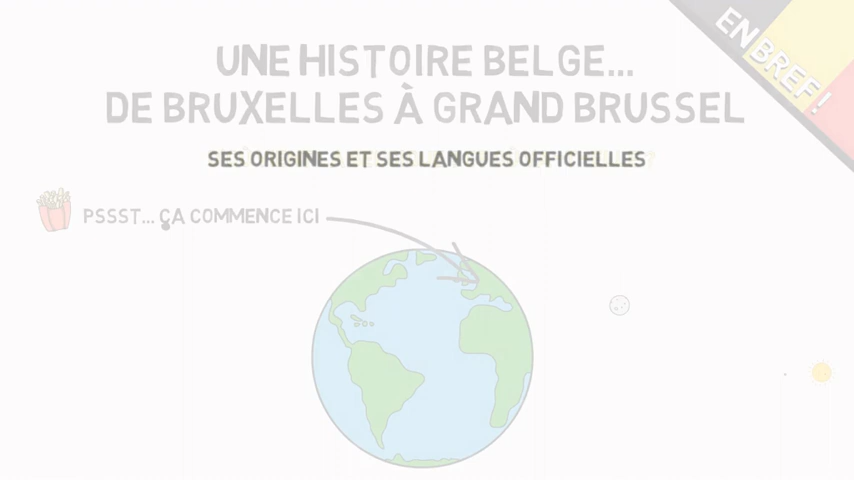 EN BREF !
UNE HISTOIRE BELGE...
DE BRUXELLES À GRAND BRUSSEL
SES ORIGINES ET SES LANGUES OFFICIELLES
PSSST... ÇA COMMENCE ICI